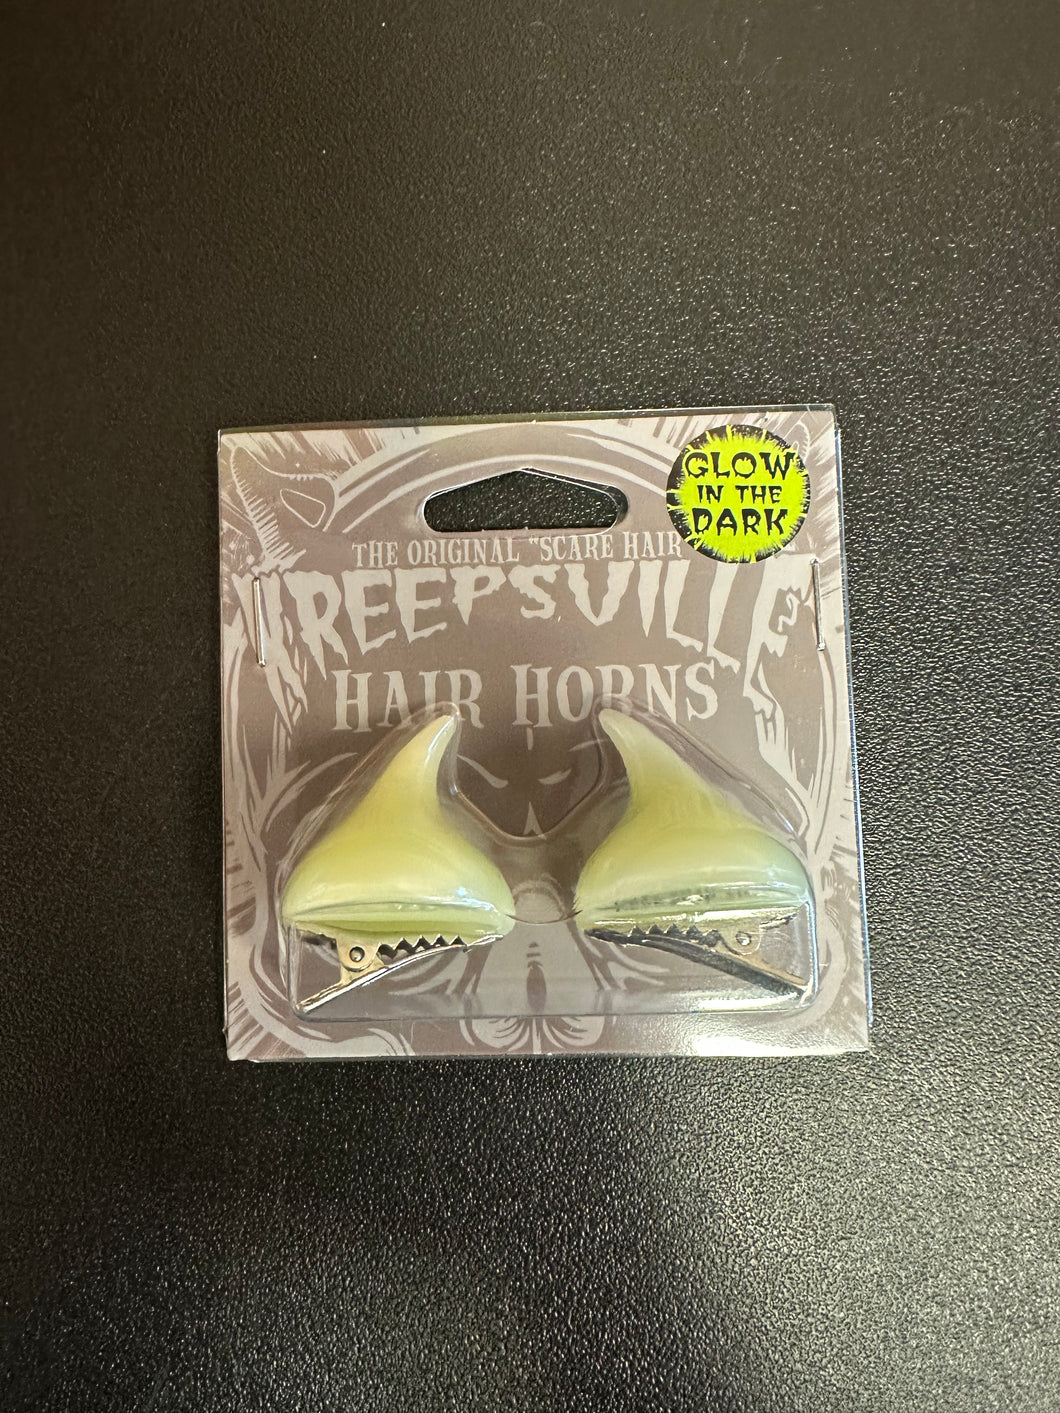 GLOW
IN THE
DARK
THE ORIGINAL "SCARE HAIR
KREEPSVILLE
HAIR HORNS